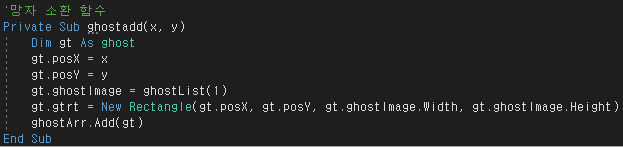 '망자 소환 함수
Private Sub ghostadd(x, y)
Dim gt As ghost
gt.posX = x
gt.posY = y
gt.ghostImage = ghostList(1)
gt.gtrt = New Rectangle(gt.posX, gt.posY, gt.ghostImage.Width, gt.ghostImage.Height)
ghostArr.Add(gt)
End Sub